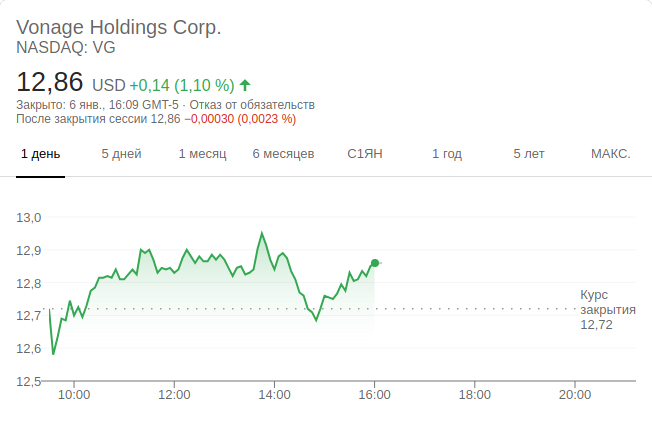 Vonage Holdings Corp.
NASDAQ: VG
12,86 USD +0,14 (1,10 %)
Закрыто: 6 янв., 16:09 GMT-5 · Отказ от обязательств
После закрытия сессии 12,86 −0,00030 (0,0023 %)
1 день 5 дней 1 месяц 6 месяцев С1ЯН 1 год 5 лет МАКС.
13,0
12,9
12,8
12,7
12,6
12,5
Курс
закрытия
12,72
10:00 12:00 14:00 16:00 18:00 20:00